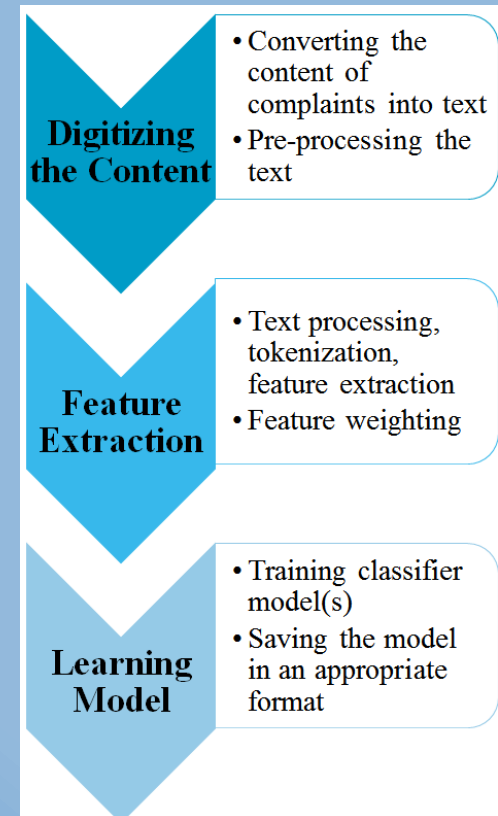 Digitizing
the Content
• Converting the
content of
complaints into text
• Pre-processing the
text
Feature
Extraction
• Text processing,
tokenization,
feature extraction
• Feature weighting
Learning
Model
• Training classifier
model(s)
• Saving the model
in an appropriate
format